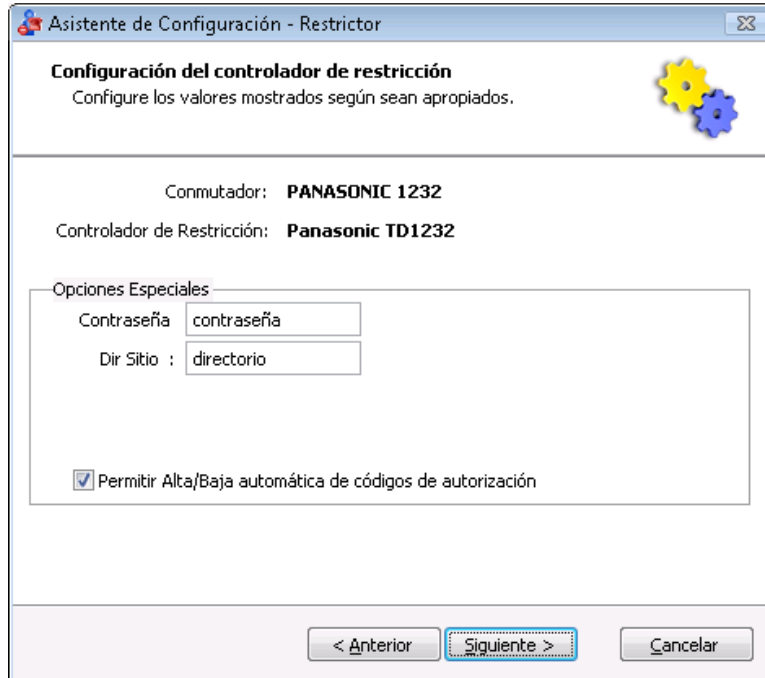 Asistente de Configuración - Restrictor
Configuración del controlador de restricción
Configure los valores mostrados según sean apropiados.
Conmutador: PANASONIC 1232
Controlador de Restricción: Panasonic TD1232
Opciones Especiales
Contraseña contraseña
Dir Sitio : directorio
Permitir Alta/Baja automática de códigos de autorización
< Anterior Siguiente > Cancelar